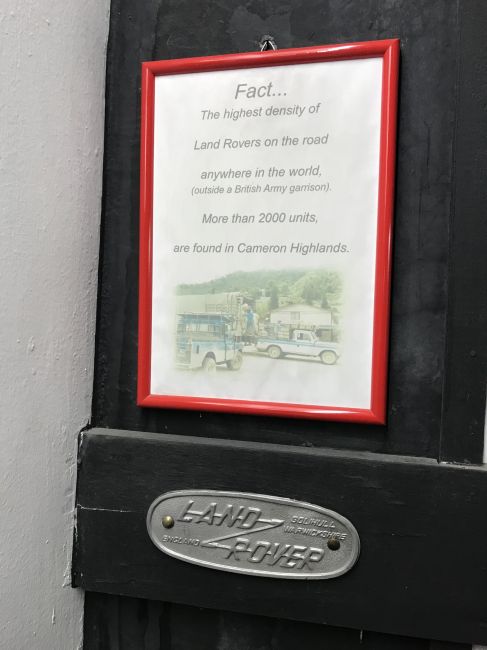 Fact...
The highest density of
Land Rovers on the road
anywhere in the world,
(outside a British Army garrison).
More than 2000 units,
are found in Cameron Highlands.
LAND
SOLIHULL
WARWICKSHIRE
ENGLAND
ROVER